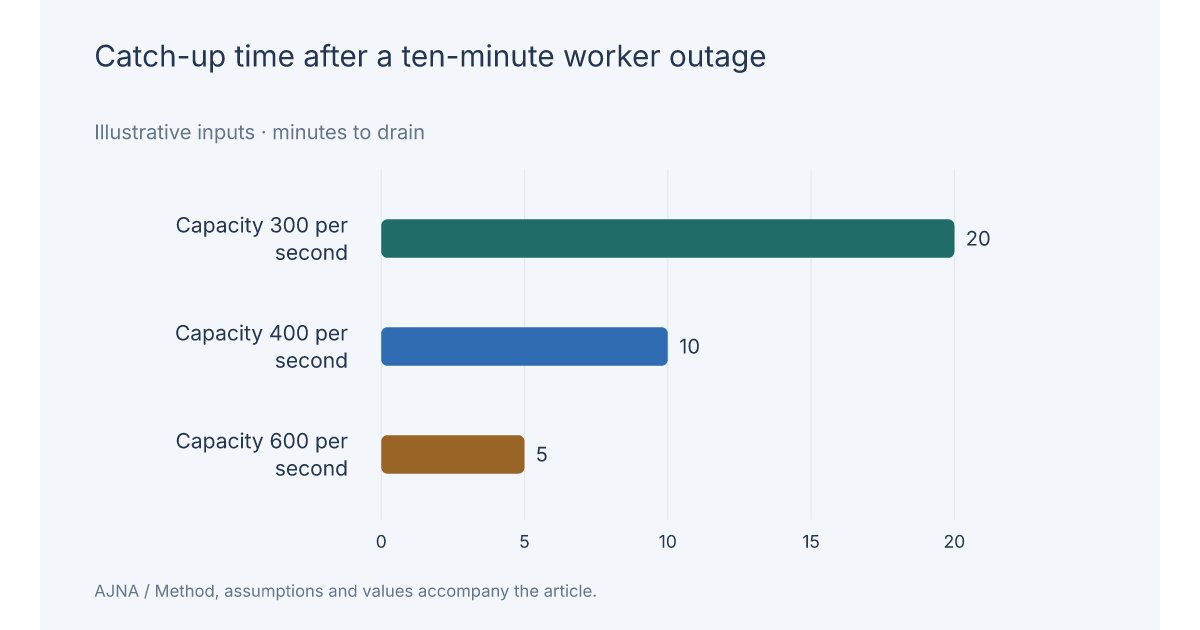 Catch-up time after a ten-minute worker outage
Illustrative inputs · minutes to drain
Capacity 300 per
second
20
Capacity 400 per
second
10
Capacity 600 per
second
5
0 5 10 15 20
AJNA / Method, assumptions and values accompany the article.